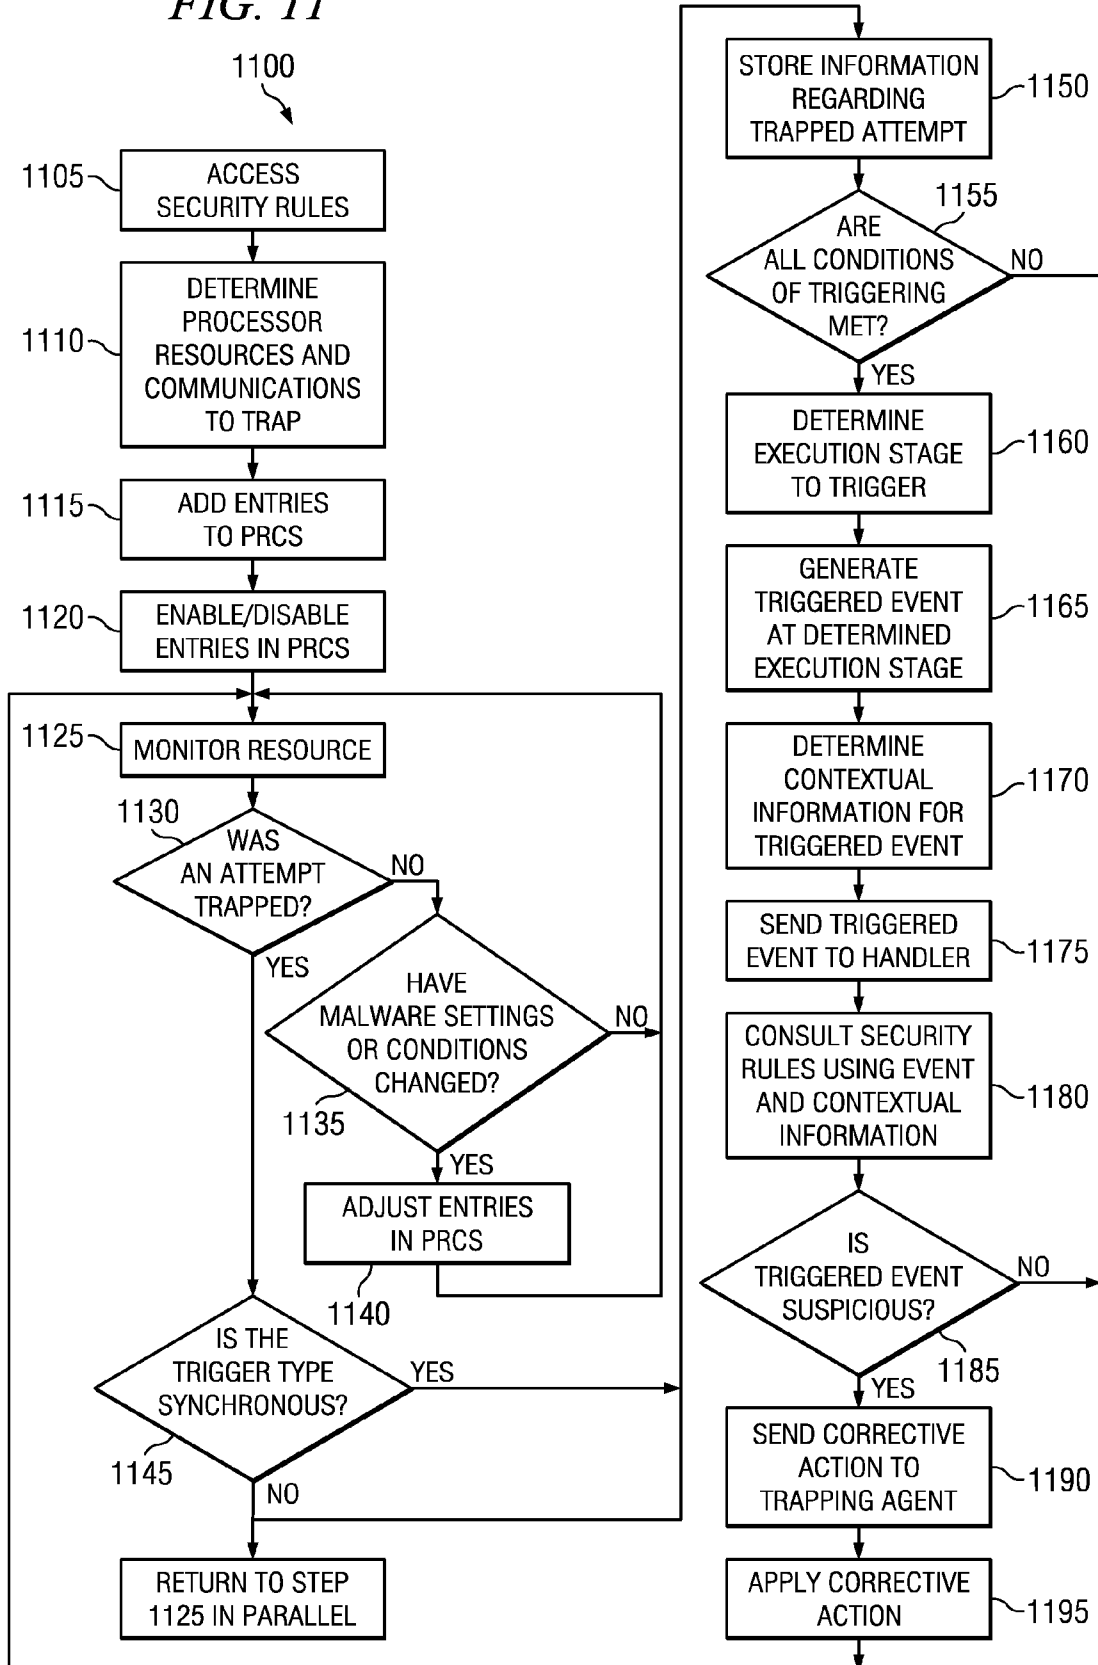 FIG. 11
1100
1105
ACCESS
SECURITY RULES
1110
DETERMINE
PROCESSOR
RESOURCES AND
COMMUNICATIONS
TO TRAP
1115
ADD ENTRIES
TO PRCS
1120
ENABLE/DISABLE
ENTRIES IN PRCS
1125
MONITOR RESOURCE
1130
WAS
AN ATTEMPT
TRAPPED?
NO
YES
HAVE
MALWARE SETTINGS
OR CONDITIONS
CHANGED?
NO
1135
YES
ADJUST ENTRIES
IN PRCS
1140
IS THE
TRIGGER TYPE
SYNCHRONOUS?
YES
1145
NO
RETURN TO STEP
1125 IN PARALLEL
STORE INFORMATION
REGARDING
TRAPPED ATTEMPT
1150
1155
ARE
ALL CONDITIONS
OF TRIGGERING
MET?
NO
YES
DETERMINE
EXECUTION STAGE
TO TRIGGER
1160
GENERATE
TRIGGERED EVENT
AT DETERMINED
EXECUTION STAGE
1165
DETERMINE
CONTEXTUAL
INFORMATION FOR
TRIGGERED EVENT
1170
SEND TRIGGERED
EVENT TO HANDLER
1175
CONSULT SECURITY
RULES USING EVENT
AND CONTEXTUAL
INFORMATION
1180
IS
TRIGGERED EVENT
SUSPICIOUS?
NO
1185
YES
SEND CORRECTIVE
ACTION TO
TRAPPING AGENT
1190
APPLY CORRECTIVE
ACTION
1195